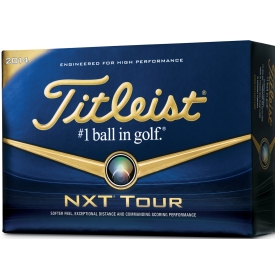 2011
ENGINEERED FOR HIGH PERFORMANCE
Titleist®
#1 ball in golf.®
NXT TOUR
SOFTER FEEL, EXCEPTIONAL DISTANCE AND COMMANDING SCORING PERFORMANCE